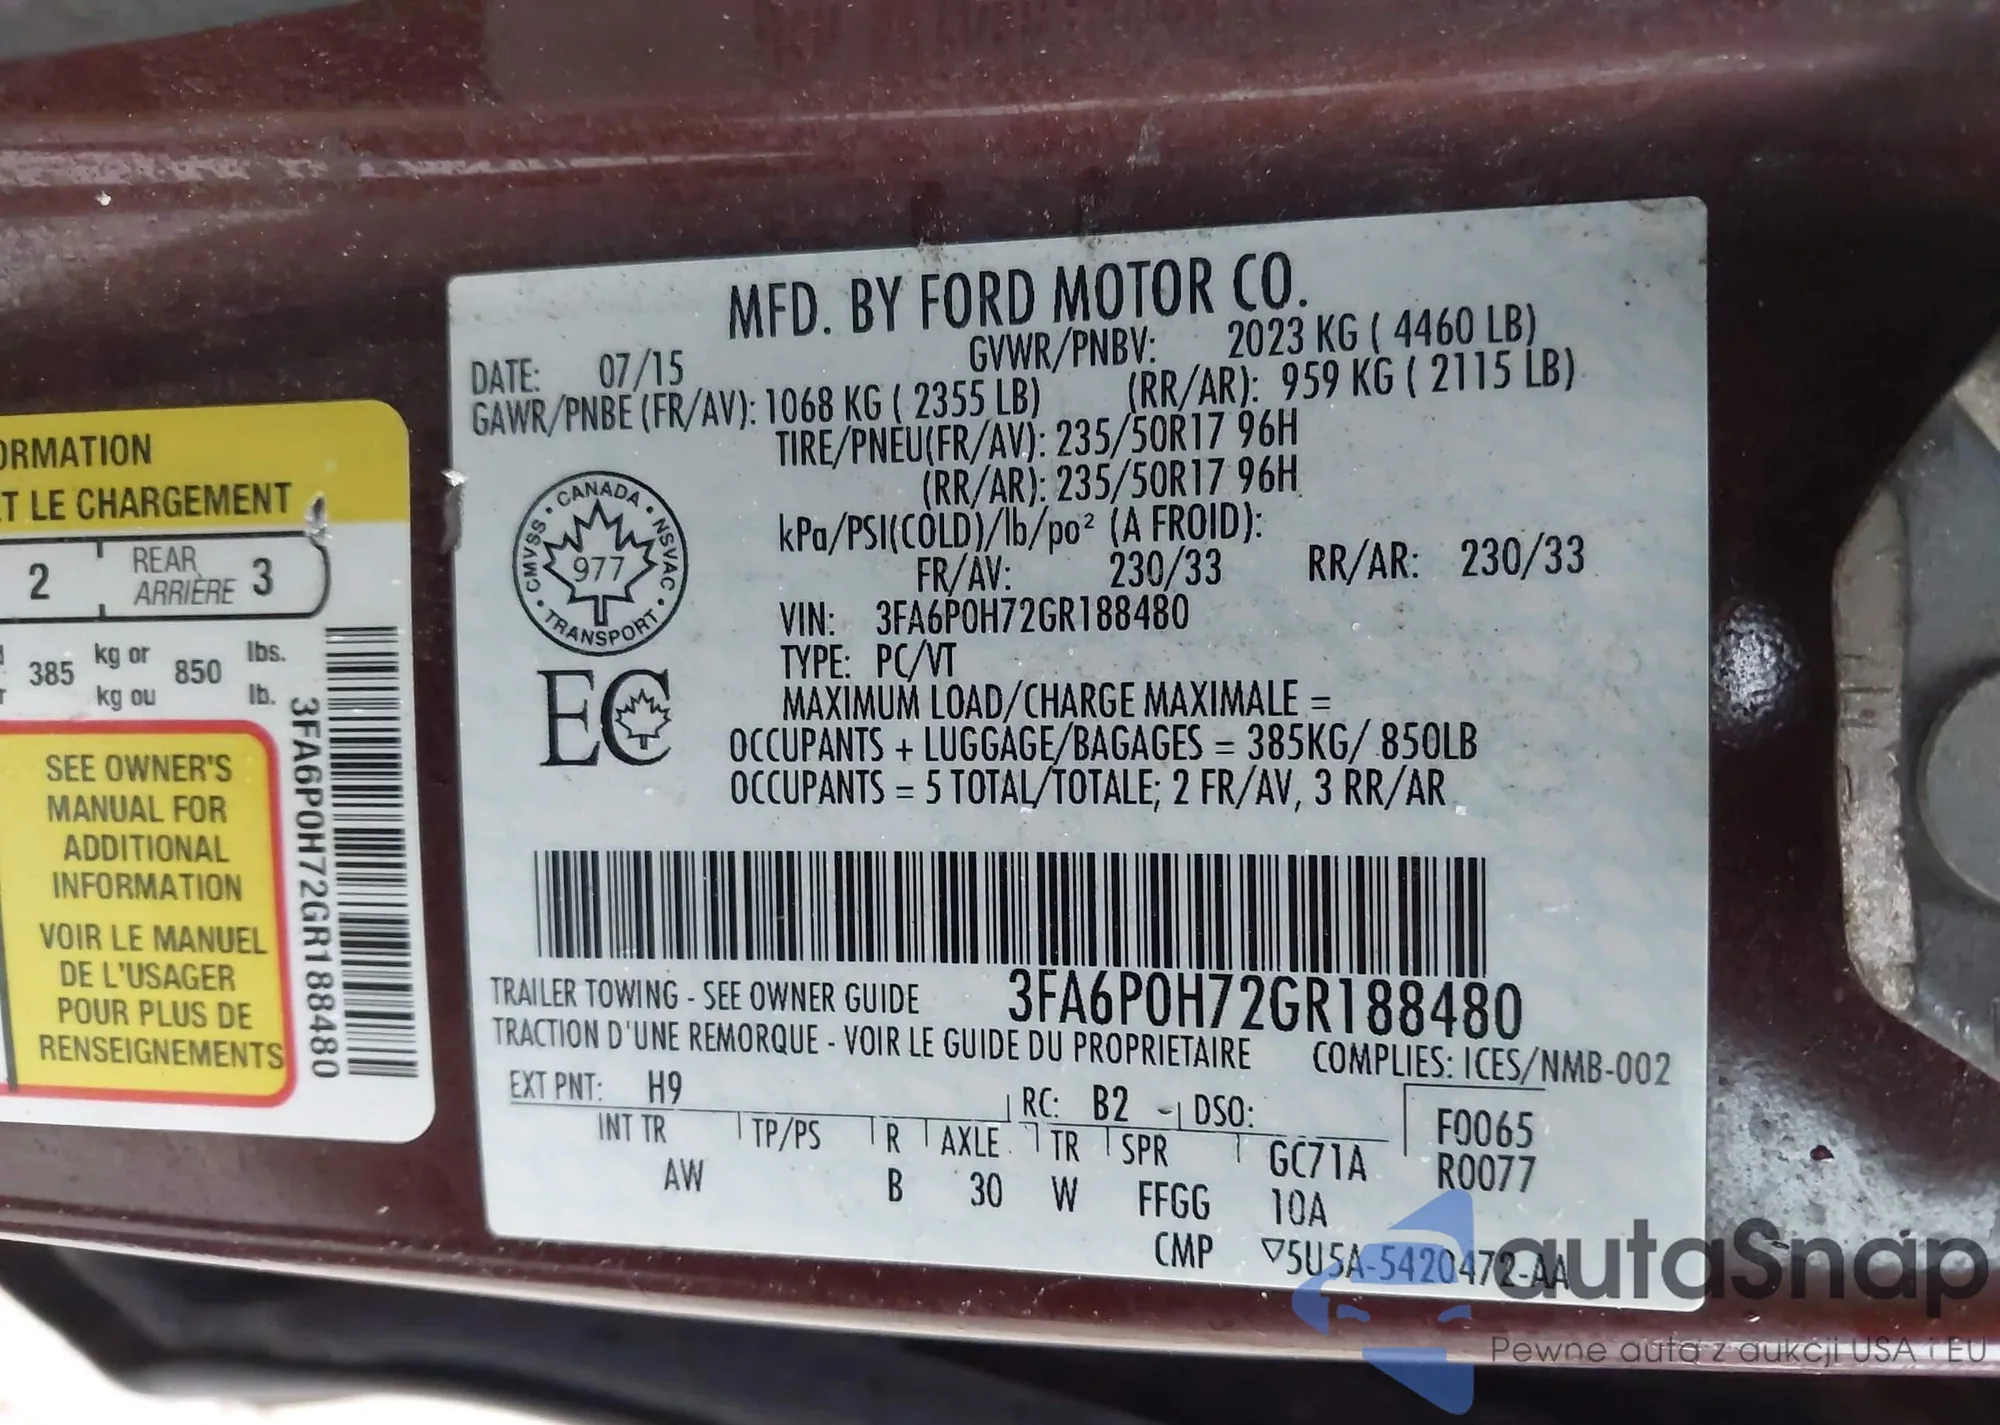 ORMATION
T LE CHARGEMENT
2 REAR ARRIÈRE 3
385 kg or kg ou 850 lbs. lb.
SEE OWNER'S
MANUAL FOR
ADDITIONAL
INFORMATION
VOIR LE MANUEL
DE L'USAGER
POUR PLUS DE
RENSEIGNEMENTS
3FA6P0H72GR188480
MFD. BY FORD MOTOR CO.
DATE: 07/15 GVWR/PNBV: 2023 KG ( 4460 LB)
GAWR/PNBE (FR/AV): 1068 KG ( 2355 LB) (RR/AR): 959 KG ( 2115 LB)
TIRE/PNEU(FR/AV): 235/50R17 96H
(RR/AR): 235/50R17 96H
kPa/PSI(COLD)/lb/po² (A FROID):
FR/AV: 230/33 RR/AR: 230/33
VIN: 3FA6P0H72GR188480
TYPE: PC/VT
MAXIMUM LOAD/CHARGE MAXIMALE =
OCCUPANTS + LUGGAGE/BAGAGES = 385KG/ 850LB
OCCUPANTS = 5 TOTAL/TOTALE; 2 FR/AV, 3 RR/AR
CANADA • NSVAC • TRANSPORT • CMVSS •
977
EC
3FA6P0H72GR188480
TRAILER TOWING - SEE OWNER GUIDE
TRACTION D'UNE REMORQUE - VOIR LE GUIDE DU PROPRIETAIRE
COMPLIES: ICES/NMB-002
EXT PNT: H9 RC: B2 - DSO: F0065
INT TR TP/PS R AXLE TR SPR GC71A R0077
AW B 30 W FFGG 10A
CMP ▽5U5A-5420472-AA
autaSnap
Pewne auta z aukcji USA i EU